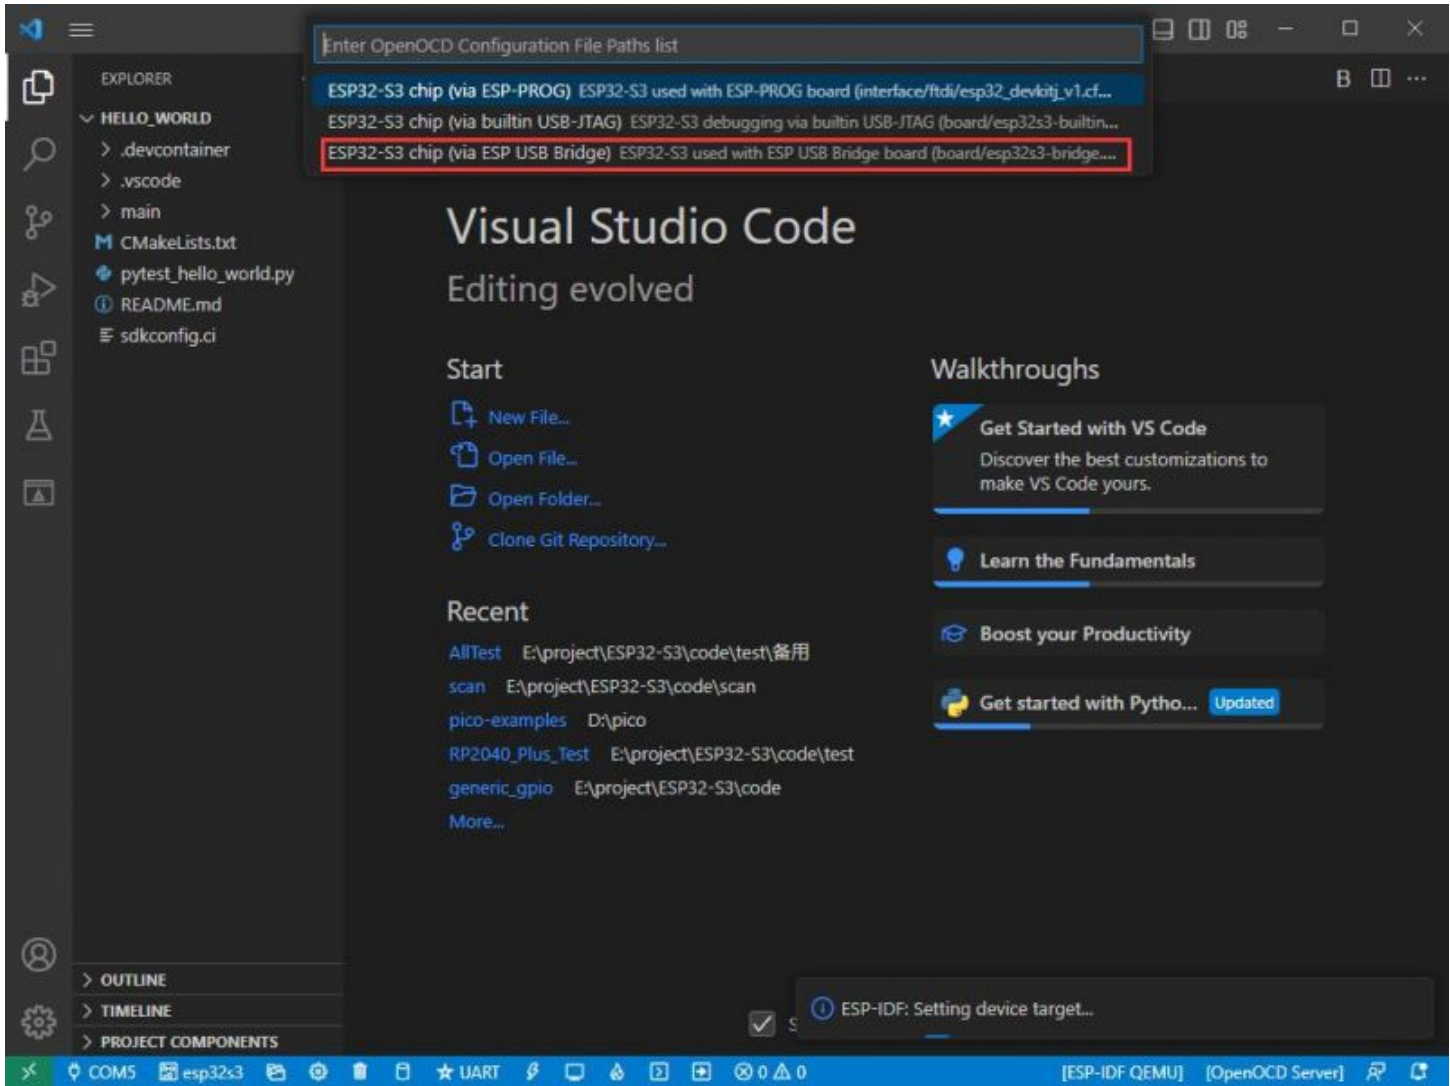 Enter OpenOCD Configuration File Paths list
ESP32-S3 chip (via ESP-PROG) ESP32-S3 used with ESP-PROG board (interface/ftdi/esp32_devkitj_v1.cf...
ESP32-S3 chip (via builtin USB-JTAG) ESP32-S3 debugging via builtin USB-JTAG (board/esp32s3-builtin...
ESP32-S3 chip (via ESP USB Bridge) ESP32-S3 used with ESP USB Bridge board (board/esp32s3-bridge....
EXPLORER
HELLO_WORLD
.devcontainer
.vscode
main
CMakeLists.txt
pytest_hello_world.py
README.md
sdkconfig.ci
OUTLINE
TIMELINE
PROJECT COMPONENTS
Visual Studio Code
Editing evolved
Start
New File...
Open File...
Open Folder...
Clone Git Repository...
Recent
AllTest E:\project\ESP32-S3\code\test\备用
scan E:\project\ESP32-S3\code\scan
pico-examples D:\pico
RP2040_Plus_Test E:\project\ESP32-S3\code\test
generic_gpio E:\project\ESP32-S3\code
More...
Walkthroughs
Get Started with VS Code
Discover the best customizations to
make VS Code yours.
Learn the Fundamentals
Boost your Productivity
Get started with Pytho... Updated
ESP-IDF: Setting device target...
COM5 esp32s3 UART 0 0 [ESP-IDF QEMU] [OpenOCD Server]